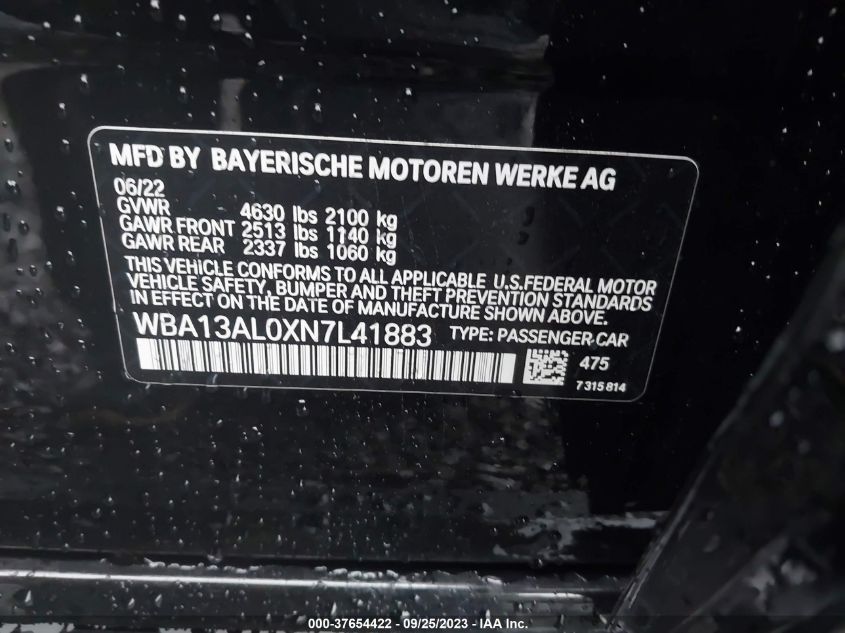 MFD BY BAYERISCHE MOTOREN WERKE AG
06/22
GVWR 4630 lbs 2100 kg
GAWR FRONT 2513 lbs 1140 kg
GAWR REAR 2337 lbs 1060 kg
THIS VEHICLE CONFORMS TO ALL APPLICABLE U.S.FEDERAL MOTOR
VEHICLE SAFETY, BUMPER AND THEFT PREVENTION STANDARDS
IN EFFECT ON THE DATE OF MANUFACTURE SHOWN ABOVE.
WBA13AL0XN7L41883 TYPE: PASSENGER CAR
475
7315814
000-37654422 - 09/25/2023 - IAA Inc.